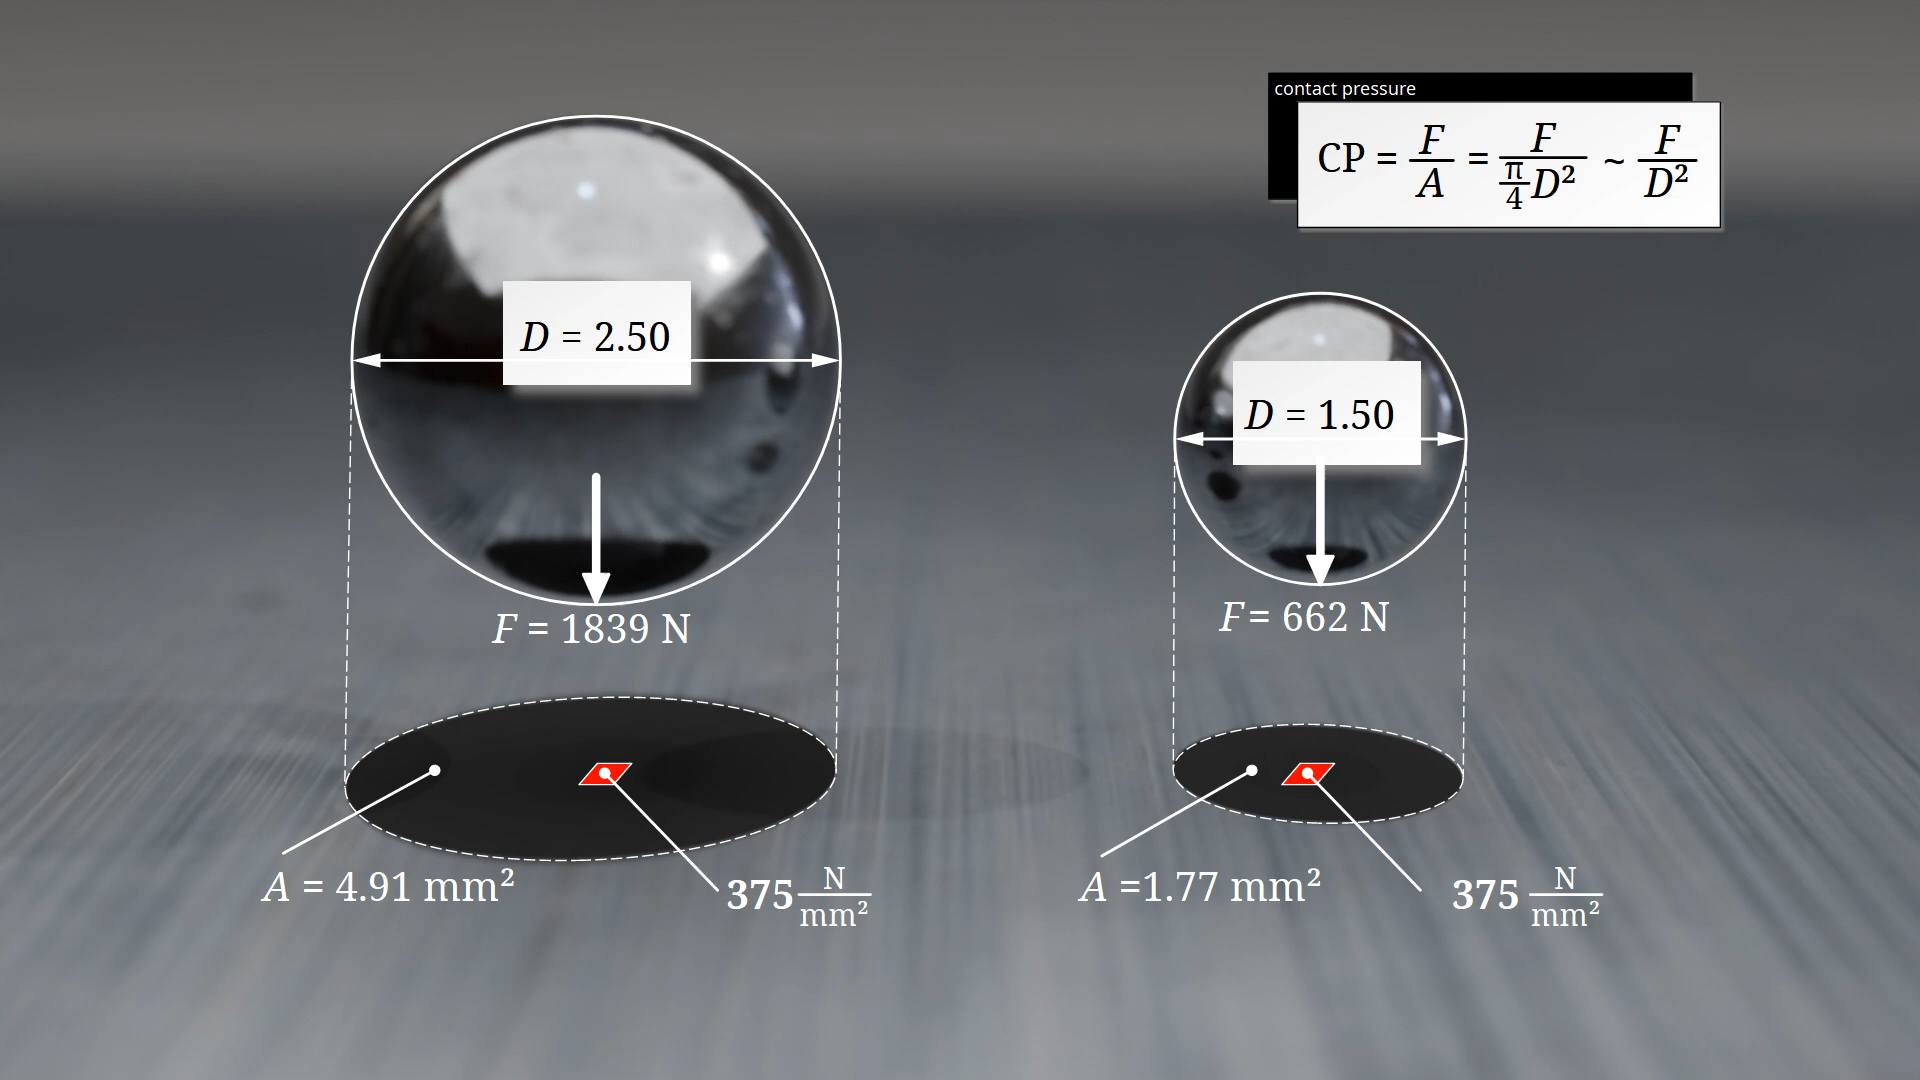 contact pressure
CP = F/A = F/(π/4 D²) ~ F/D²
D = 2.50
D = 1.50
F = 1839 N
F = 662 N
A = 4.91 mm²
375 N/mm²
A =1.77 mm²
375 N/mm²